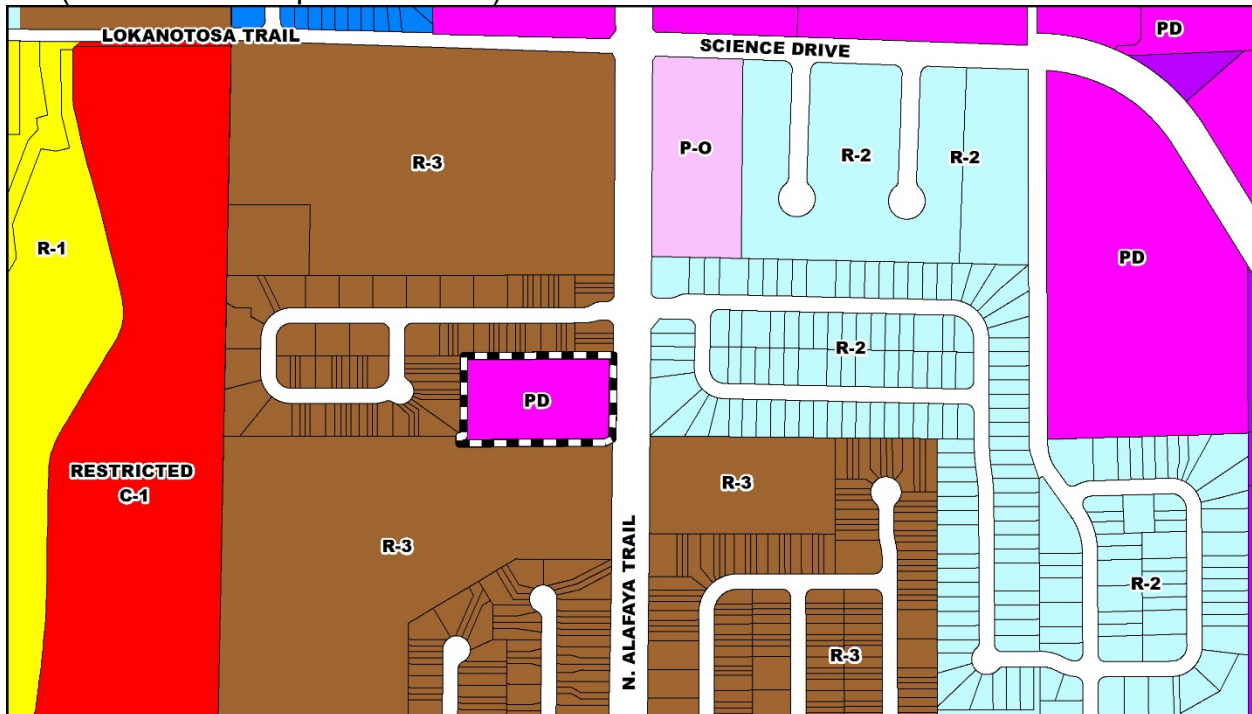 LOKANOTOSA TRAIL
SCIENCE DRIVE
PD
R-3
P-O
R-2
R-2
R-1
PD
R-2
PD
RESTRICTED
C-1
R-3
R-3
N. ALAFAYA TRAIL
R-2
R-3